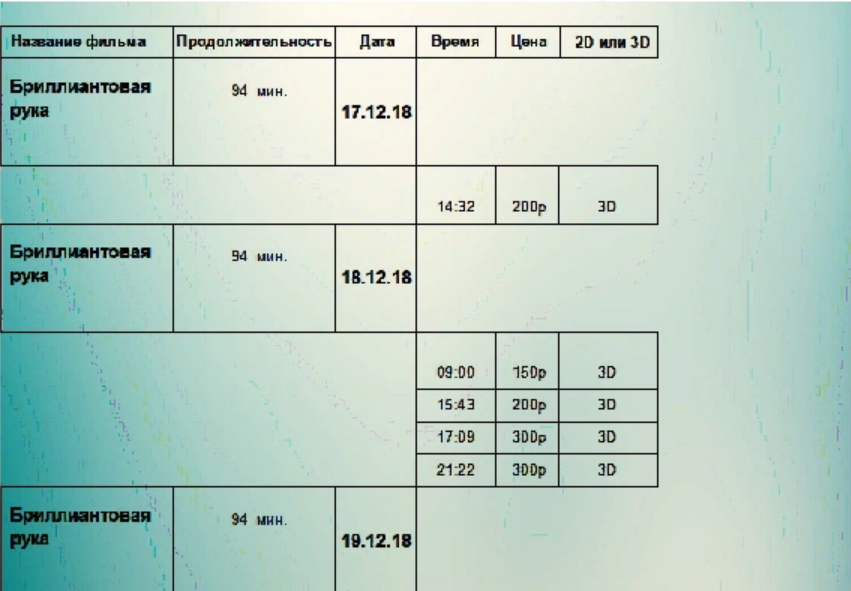 Название фильма Продолжительность Дата Время Цена 2D или 3D
Бриллиантовая 94 мин.
рука 17.12.18
14:32 200р 3D
Бриллиантовая 94 мин.
рука 18.12.18
09:00 150р 3D
15:43 200р 3D
17:09 300р 3D
21:22 300р 3D
Бриллиантовая 94 мин.
рука 19.12.18